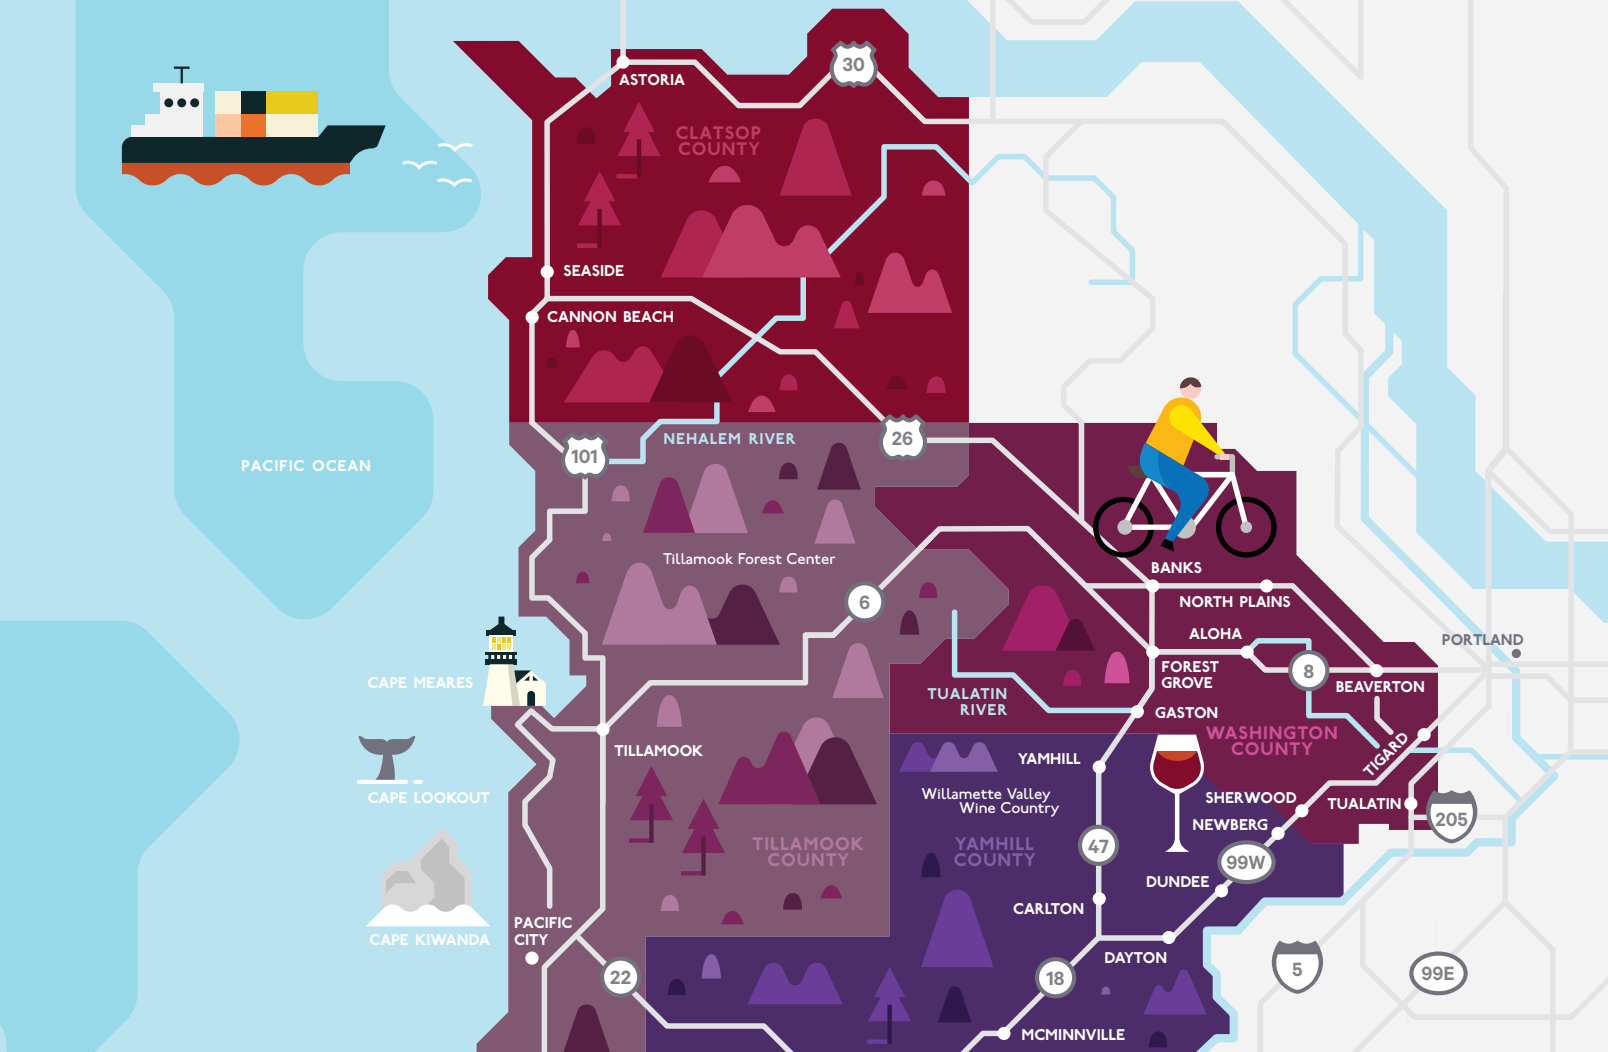 30
ASTORIA
CLATSOP
COUNTY
SEASIDE
CANNON BEACH
NEHALEM RIVER
26
101
PACIFIC OCEAN
Tillamook Forest Center
BANKS
6
NORTH PLAINS
ALOHA
PORTLAND
FOREST
GROVE
8
CAPE MEARES
TUALATIN
RIVER
BEAVERTON
GASTON
WASHINGTON
COUNTY
TILLAMOOK
YAMHILL
TIGARD
CAPE LOOKOUT
Willamette Valley
Wine Country
SHERWOOD
TUALATIN
205
NEWBERG
TILLAMOOK
COUNTY
YAMHILL
COUNTY
47
99W
DUNDEE
CARLTON
PACIFIC
CITY
CAPE KIWANDA
DAYTON
22
18
5
99E
MCMINNVILLE